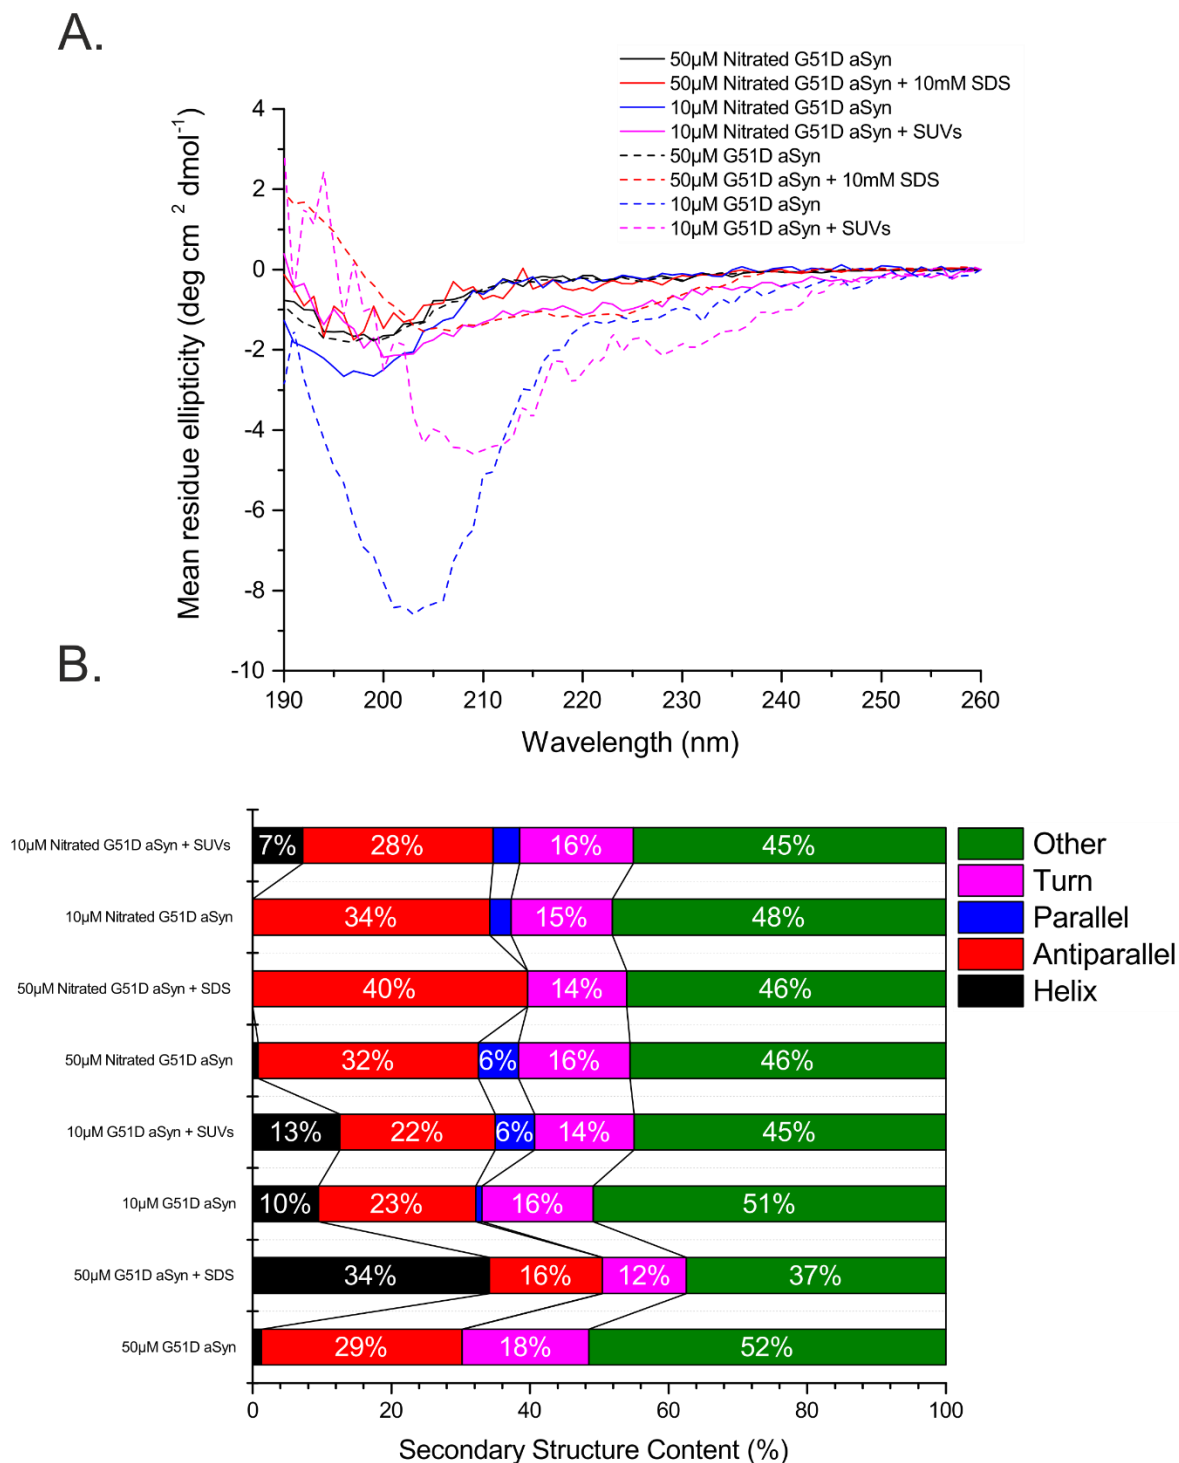 A.
50µM Nitrated G51D aSyn
50µM Nitrated G51D aSyn + 10mM SDS
10µM Nitrated G51D aSyn
10µM Nitrated G51D aSyn + SUVs
50µM G51D aSyn
50µM G51D aSyn + 10mM SDS
10µM G51D aSyn
10µM G51D aSyn + SUVs
Mean residue ellipticity (deg cm² dmol⁻¹)
4
2
0
-2
-4
-6
-8
-10
190 200 210 220 230 240 250 260
Wavelength (nm)
B.
10µM Nitrated G51D aSyn + SUVs 7% 28% 16% 45%
10µM Nitrated G51D aSyn 34% 15% 48%
50µM Nitrated G51D aSyn + SDS 40% 14% 46%
50µM Nitrated G51D aSyn 32% 6% 16% 46%
10µM G51D aSyn + SUVs 13% 22% 6% 14% 45%
10µM G51D aSyn 10% 23% 16% 51%
50µM G51D aSyn + SDS 34% 16% 12% 37%
50µM G51D aSyn 29% 18% 52%
Other
Turn
Parallel
Antiparallel
Helix
0 20 40 60 80 100
Secondary Structure Content (%)